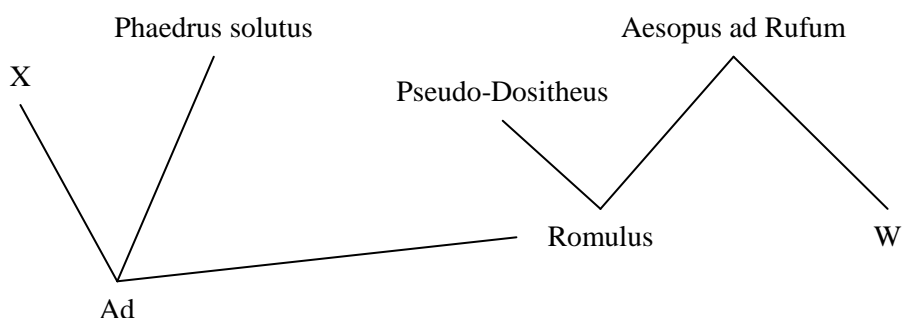 Phaedrus solutus
Aesopus ad Rufum
X
Pseudo-Dositheus
Romulus
W
Ad